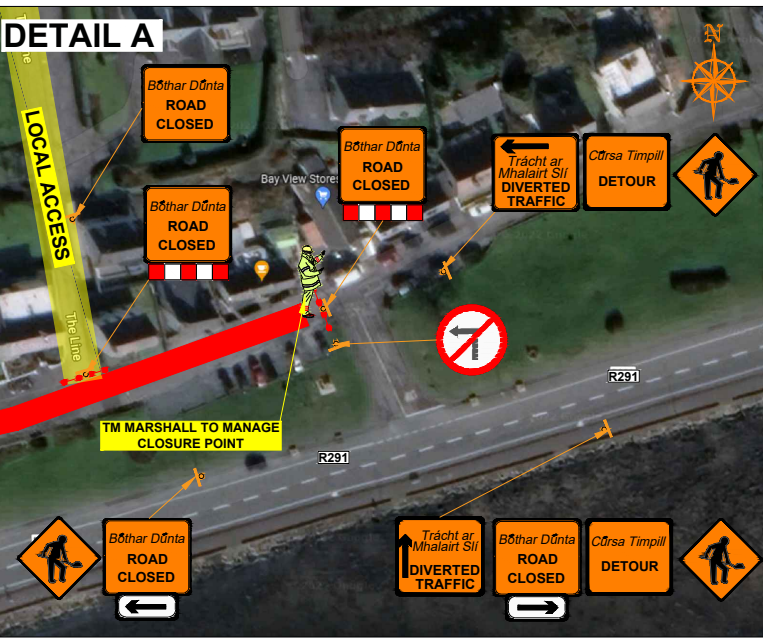 DETAIL A
The Line
LOCAL ACCESS
The Line
N
Bóthar Dúnta
ROAD
CLOSED
Bóthar Dúnta
ROAD
CLOSED
Bay View Stores
Bóthar Dúnta
ROAD
CLOSED
Trácht ar
Mhalairt Slí
DIVERTED
TRAFFIC
Cúrsa Timpill
DETOUR
TM MARSHALL TO MANAGE
CLOSURE POINT
R291
R291
Bóthar Dúnta
ROAD
CLOSED
Trácht ar
Mhalairt Slí
DIVERTED
TRAFFIC
Bóthar Dúnta
ROAD
CLOSED
Cúrsa Timpill
DETOUR